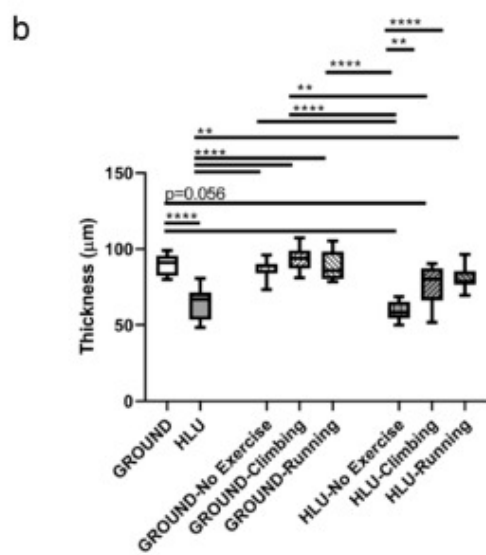 b
****
**
****
**
****
**
****
p=0.056
****
150
100
50
0
Thickness (μm)
GROUND
HLU
GROUND-No Exercise
GROUND-Climbing
GROUND-Running
HLU-No Exercise
HLU-Climbing
HLU-Running